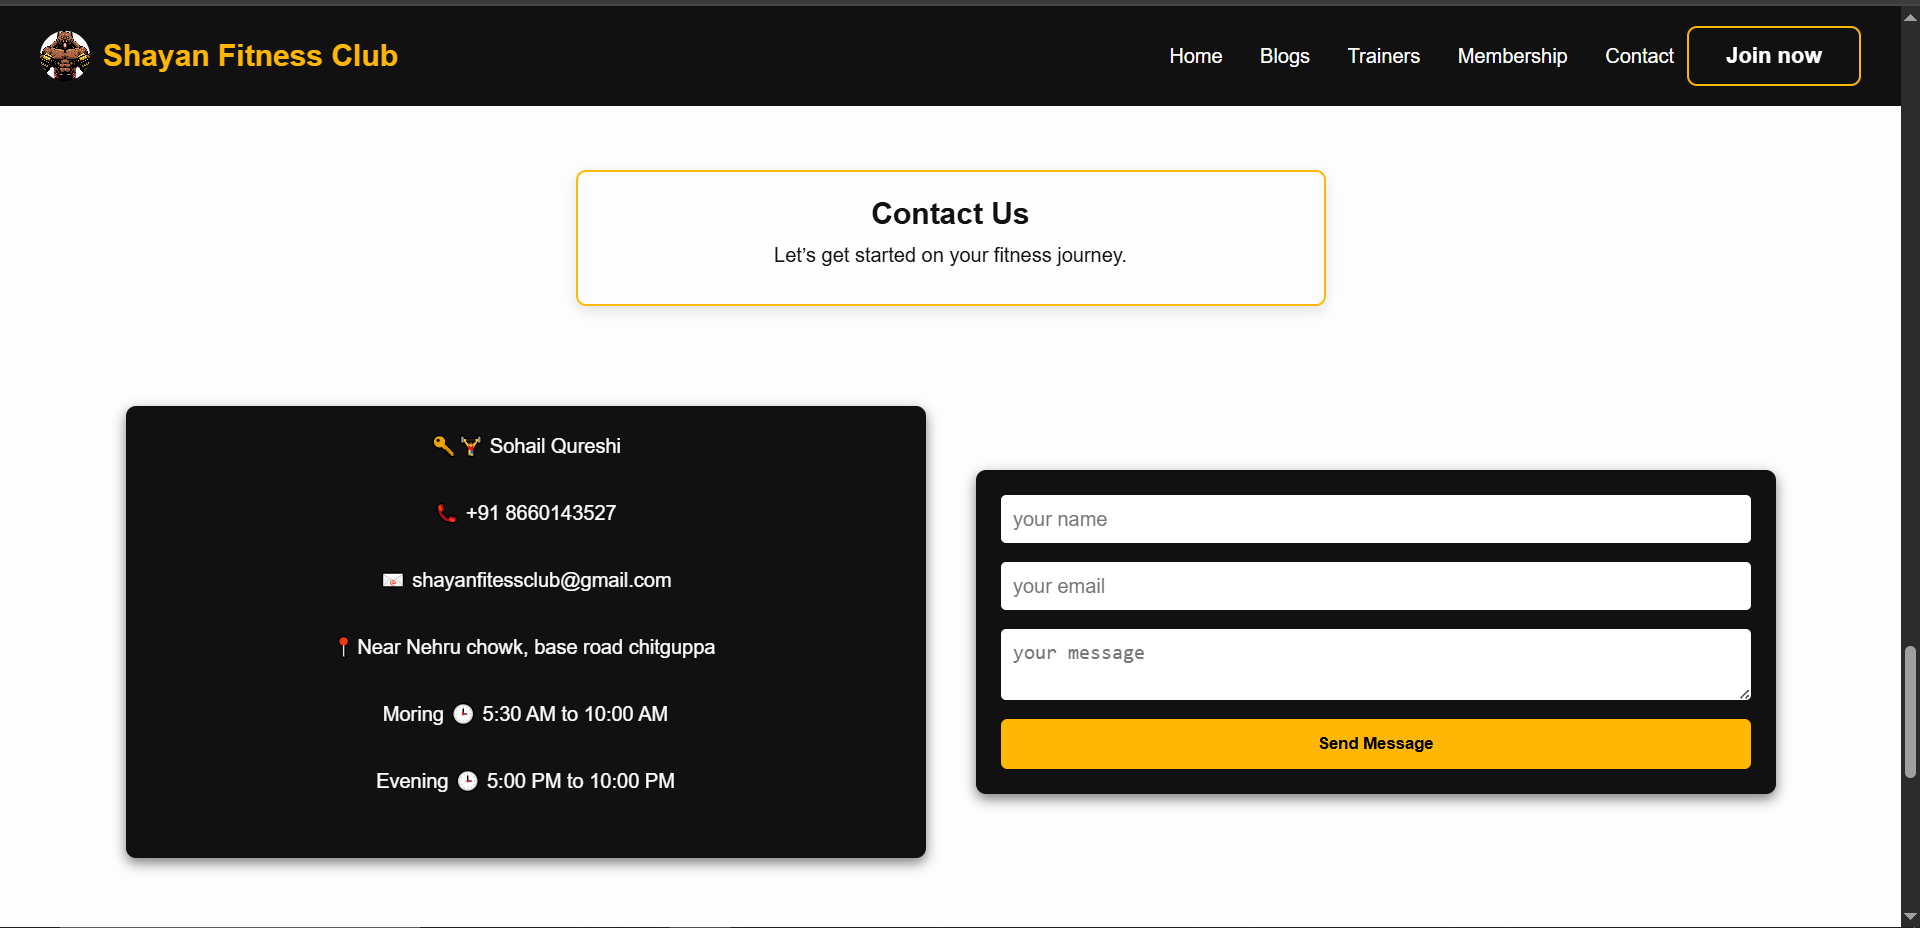 Shayan Fitness Club
Home Blogs Trainers Membership Contact Join now
Contact Us
Let’s get started on your fitness journey.
🔑🏋️ Sohail Qureshi
📞 +91 8660143527
📧 shayanfitessclub@gmail.com
📍Near Nehru chowk, base road chitguppa
Moring 🕒 5:30 AM to 10:00 AM
Evening 🕒 5:00 PM to 10:00 PM
your name
your email
your message
Send Message